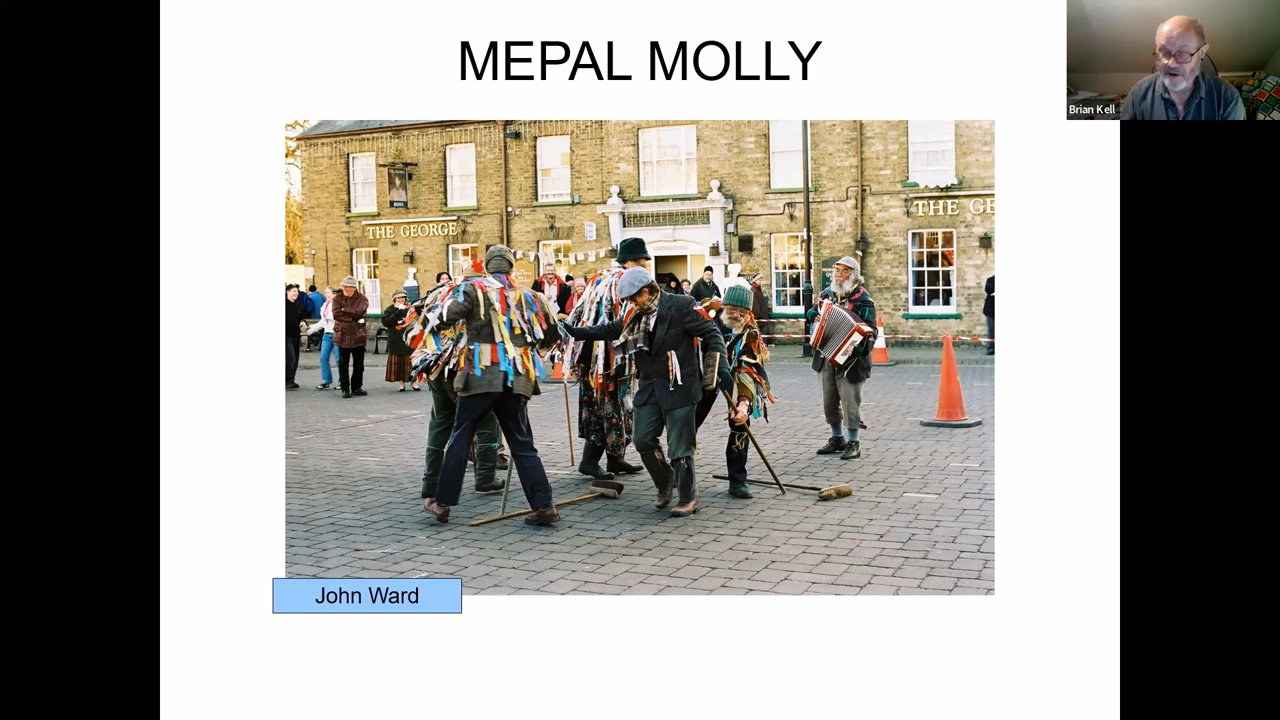 MEPAL MOLLY
Brian Kell
THE GEORGE
THE GE
John Ward